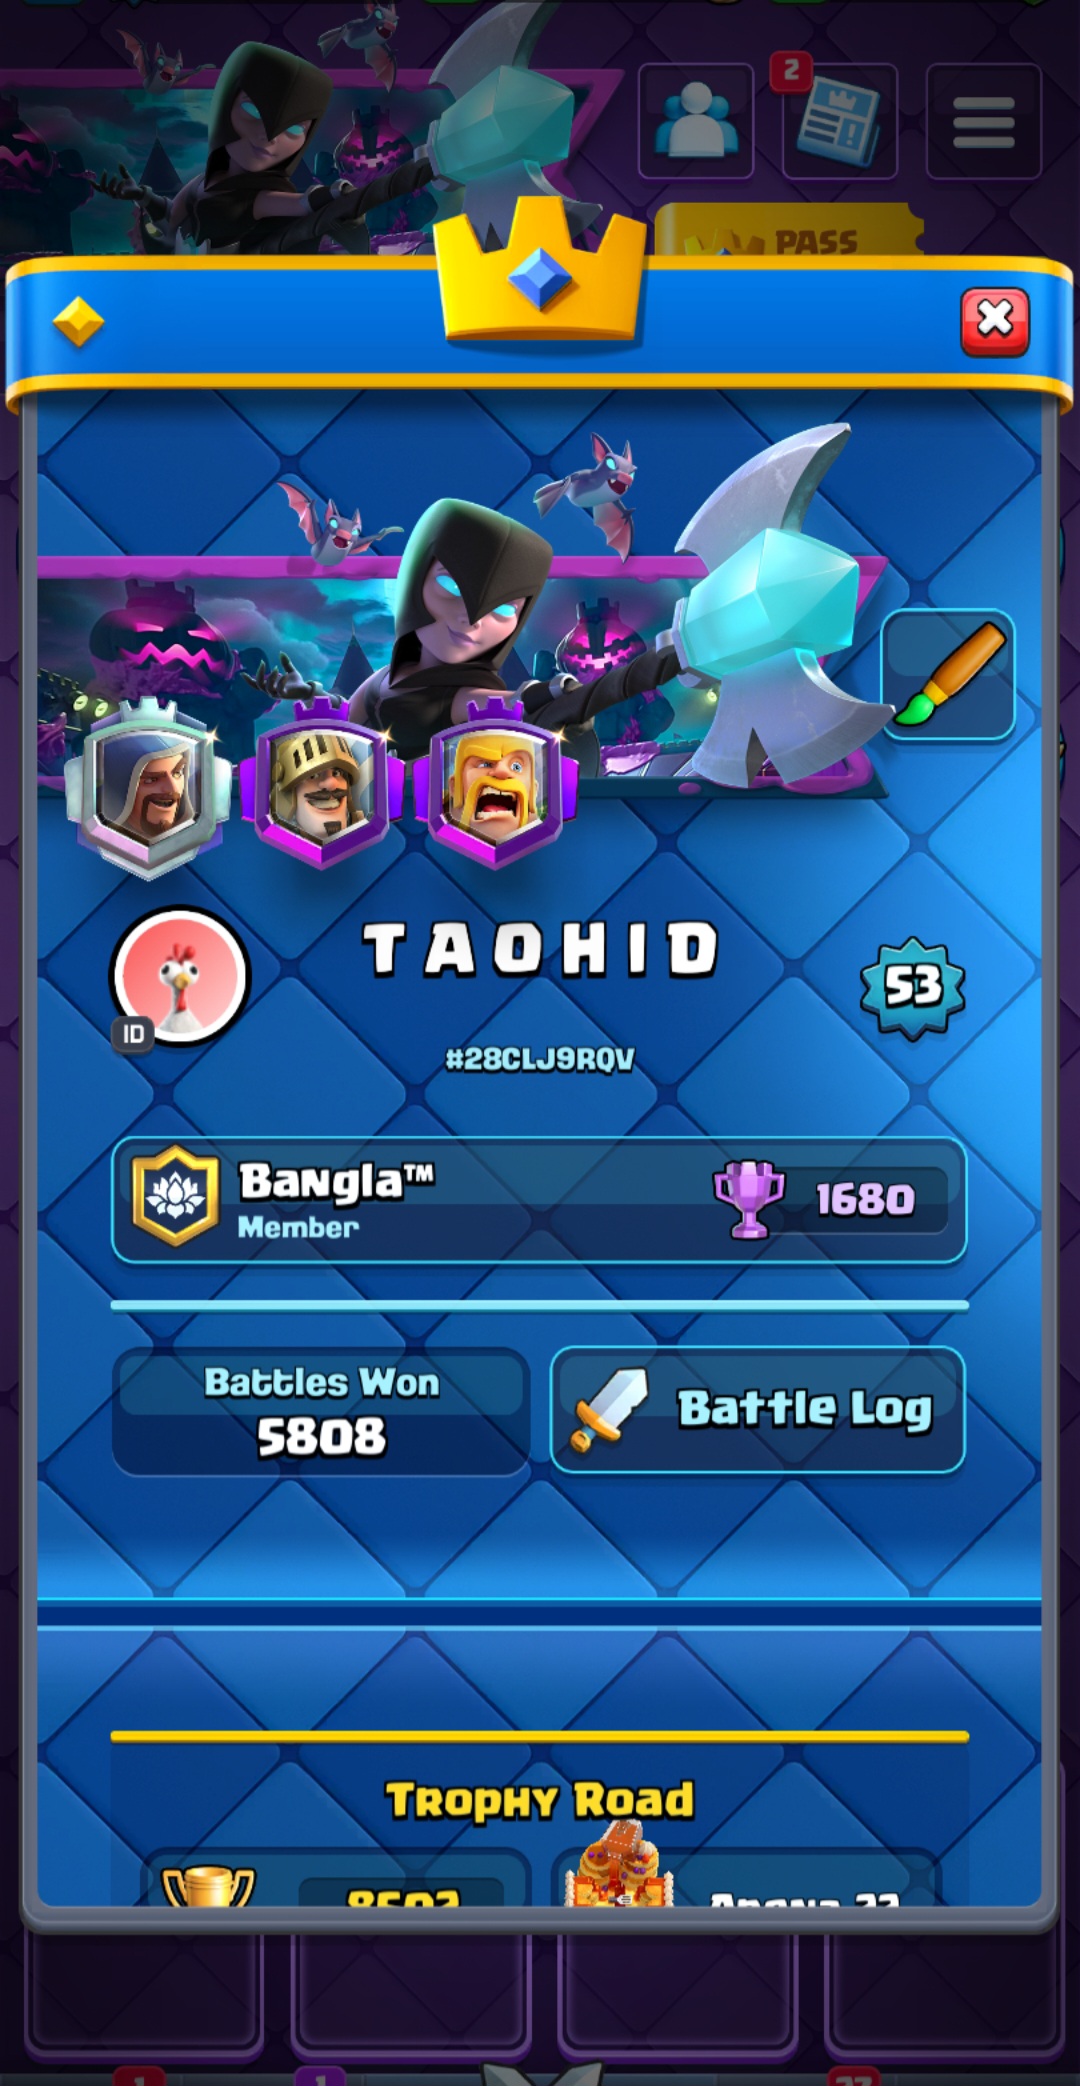 2
PASS
TAOHID
53
ID
#28CLJ9RQV
BaNgla™
Member
1680
Battles Won
5808
Battle Log
Trophy Road